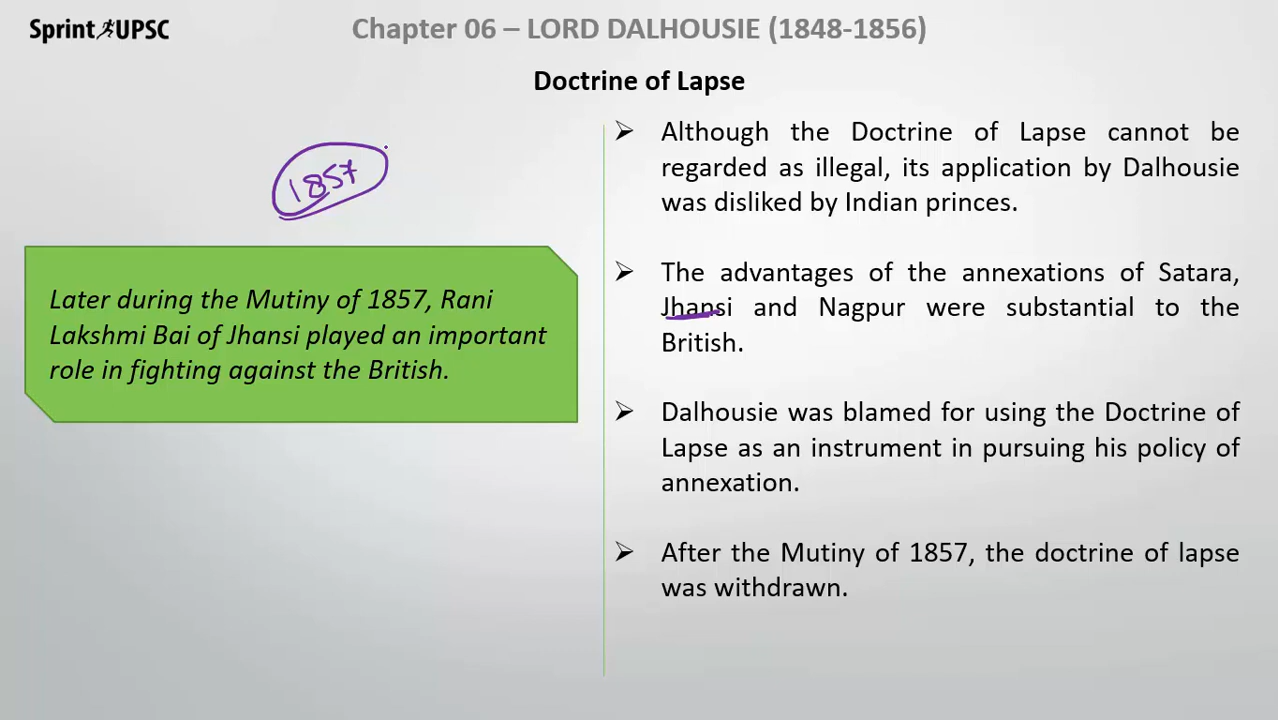 Sprint UPSC
Chapter 06 – LORD DALHOUSIE (1848-1856)
Doctrine of Lapse
1857
Later during the Mutiny of 1857, Rani
Lakshmi Bai of Jhansi played an important
role in fighting against the British.
➢ Although the Doctrine of Lapse cannot be
regarded as illegal, its application by Dalhousie
was disliked by Indian princes.
➢ The advantages of the annexations of Satara,
Jhansi and Nagpur were substantial to the
British.
➢ Dalhousie was blamed for using the Doctrine of
Lapse as an instrument in pursuing his policy of
annexation.
➢ After the Mutiny of 1857, the doctrine of lapse
was withdrawn.